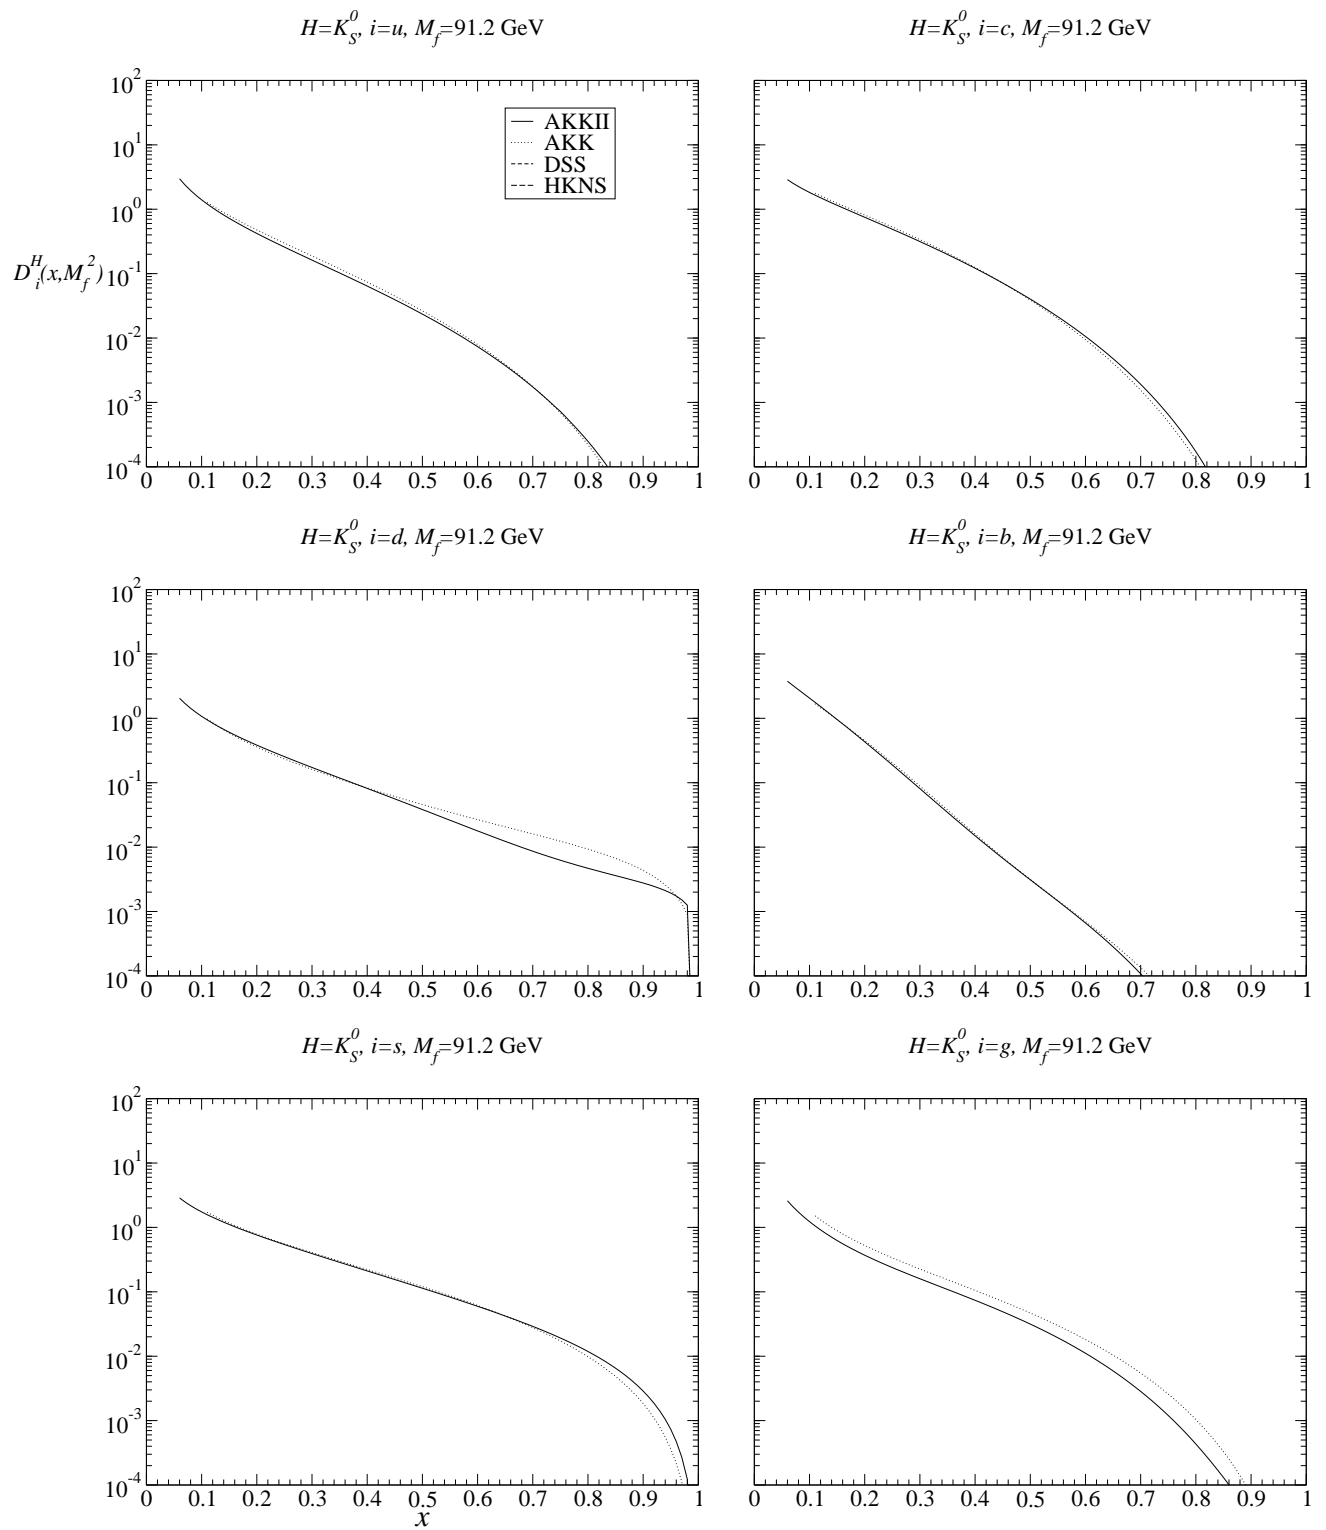 H=K_S^0, i=u, M_f=91.2 GeV
10^2
10^1
10^0
10^-1
10^-2
10^-3
10^-4
D_i^H(x,M_f^2)
AKKII
AKK
DSS
HKNS
0 0.1 0.2 0.3 0.4 0.5 0.6 0.7 0.8 0.9 1
H=K_S^0, i=c, M_f=91.2 GeV
0 0.1 0.2 0.3 0.4 0.5 0.6 0.7 0.8 0.9 1
H=K_S^0, i=d, M_f=91.2 GeV
10^2
10^1
10^0
10^-1
10^-2
10^-3
10^-4
0 0.1 0.2 0.3 0.4 0.5 0.6 0.7 0.8 0.9 1
H=K_S^0, i=b, M_f=91.2 GeV
0 0.1 0.2 0.3 0.4 0.5 0.6 0.7 0.8 0.9 1
H=K_S^0, i=s, M_f=91.2 GeV
10^2
10^1
10^0
10^-1
10^-2
10^-3
10^-4
0 0.1 0.2 0.3 0.4 0.5 0.6 0.7 0.8 0.9 1
x
H=K_S^0, i=g, M_f=91.2 GeV
0 0.1 0.2 0.3 0.4 0.5 0.6 0.7 0.8 0.9 1